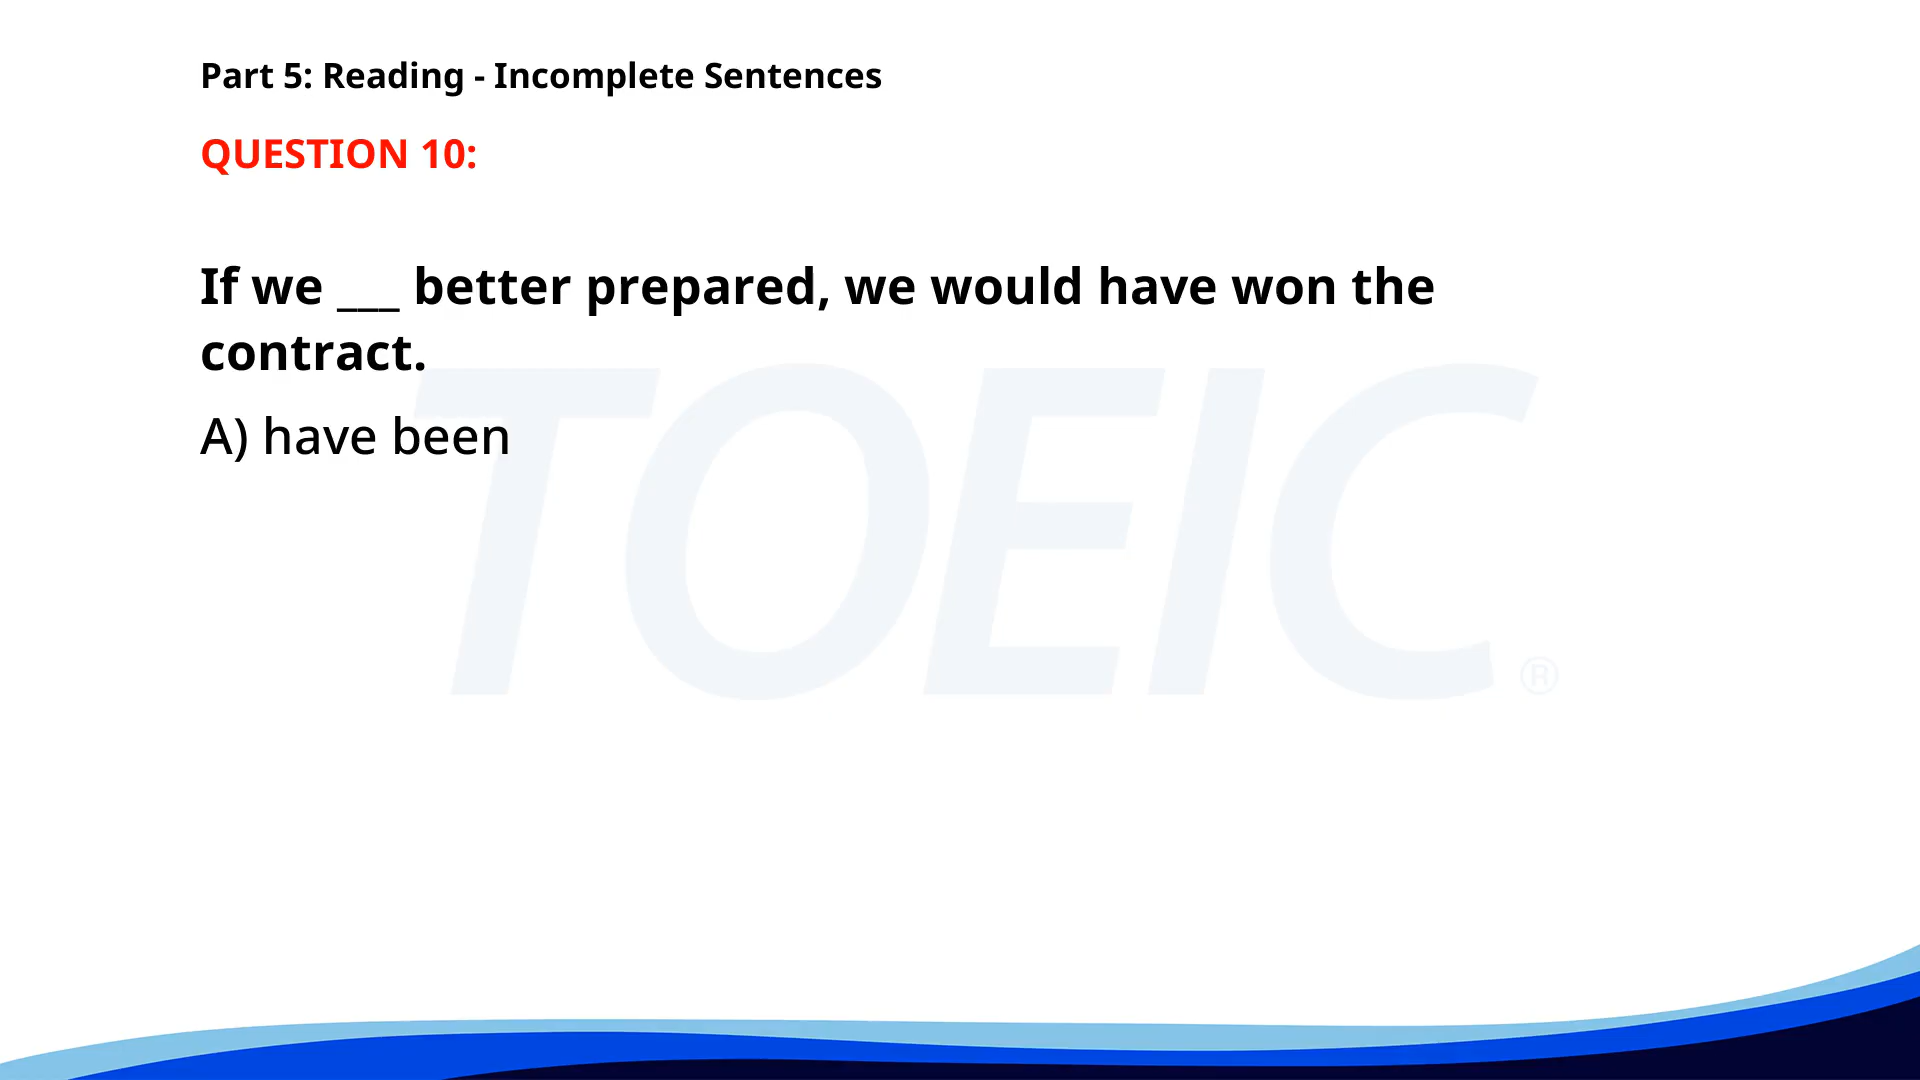 Part 5: Reading - Incomplete Sentences
QUESTION 10:
If we ___ better prepared, we would have won the
contract.
A) have been
TOEIC ®